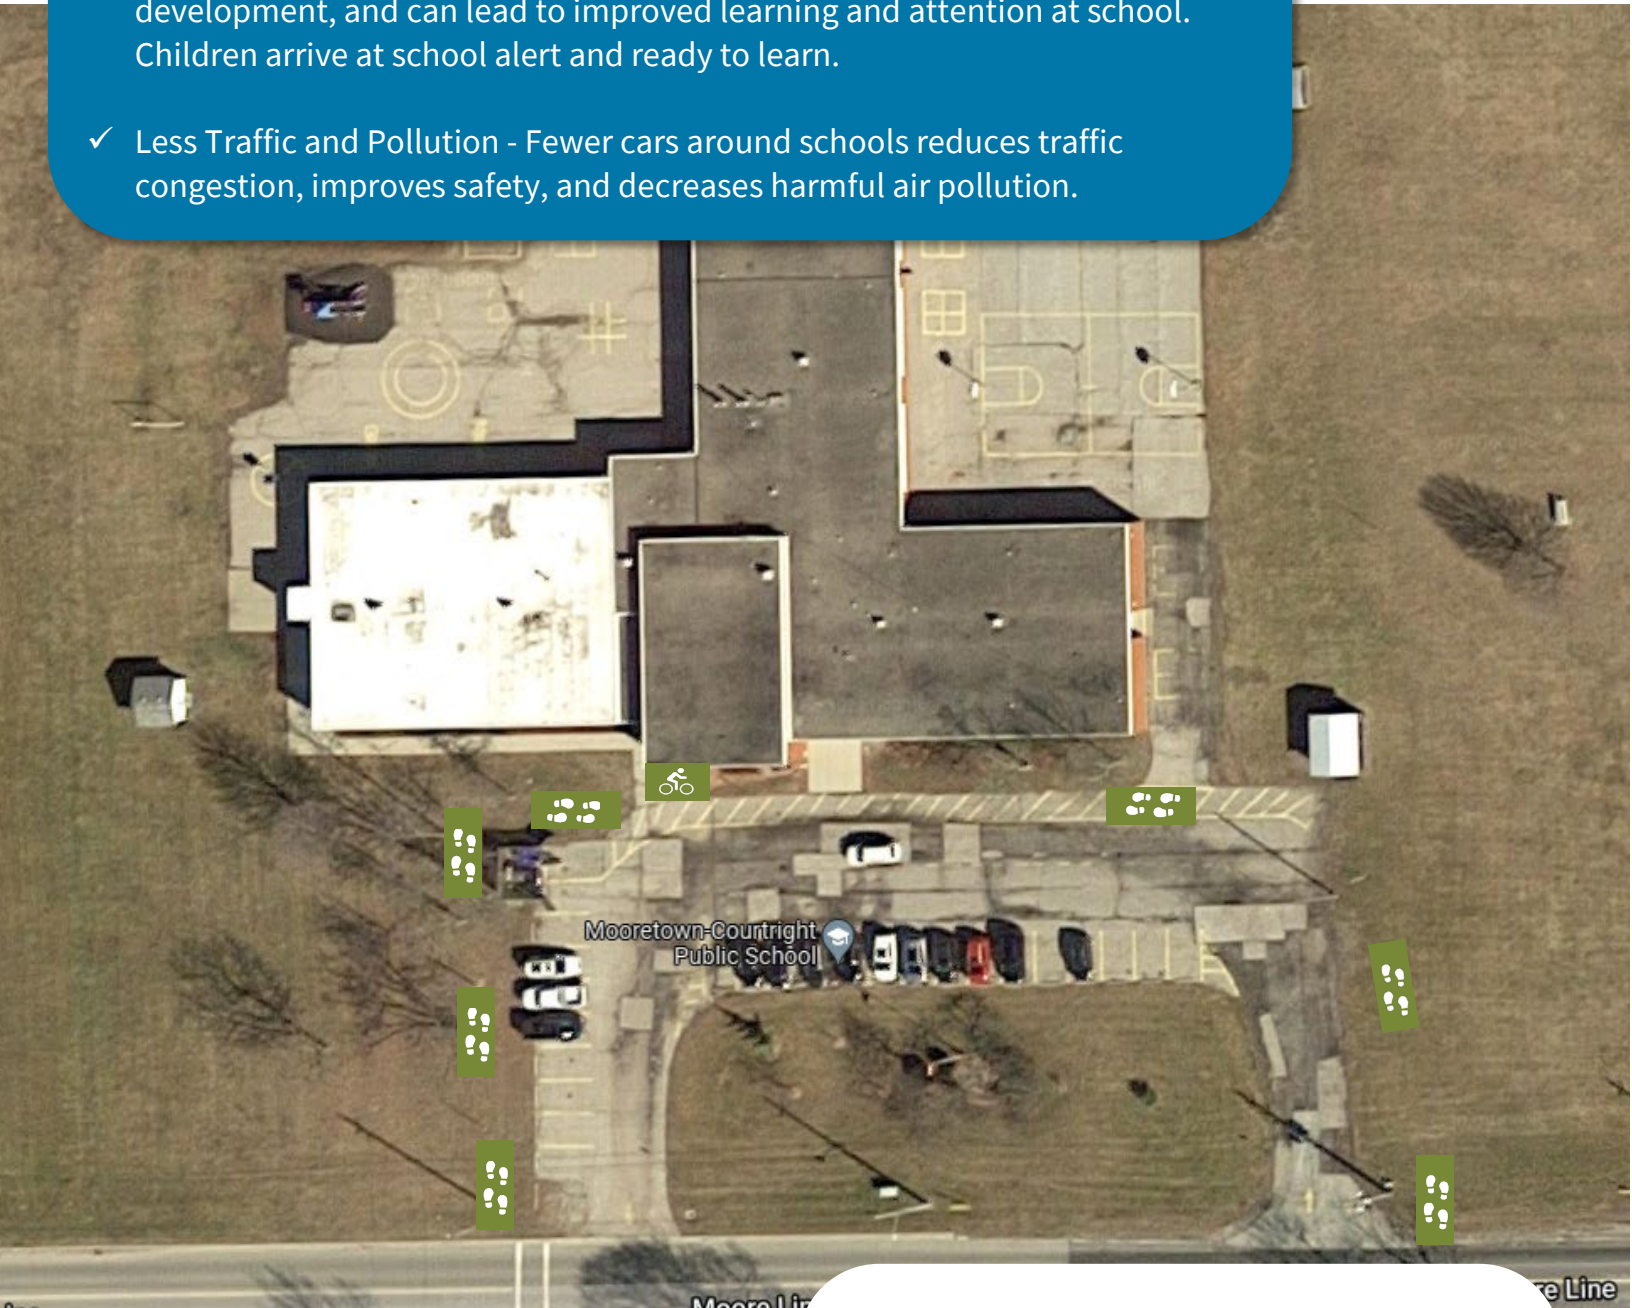 development, and can lead to improved learning and attention at school.
Children arrive at school alert and ready to learn.
✓ Less Traffic and Pollution - Fewer cars around schools reduces traffic
congestion, improves safety, and decreases harmful air pollution.
Mooretown-Courtright
Public School
Line